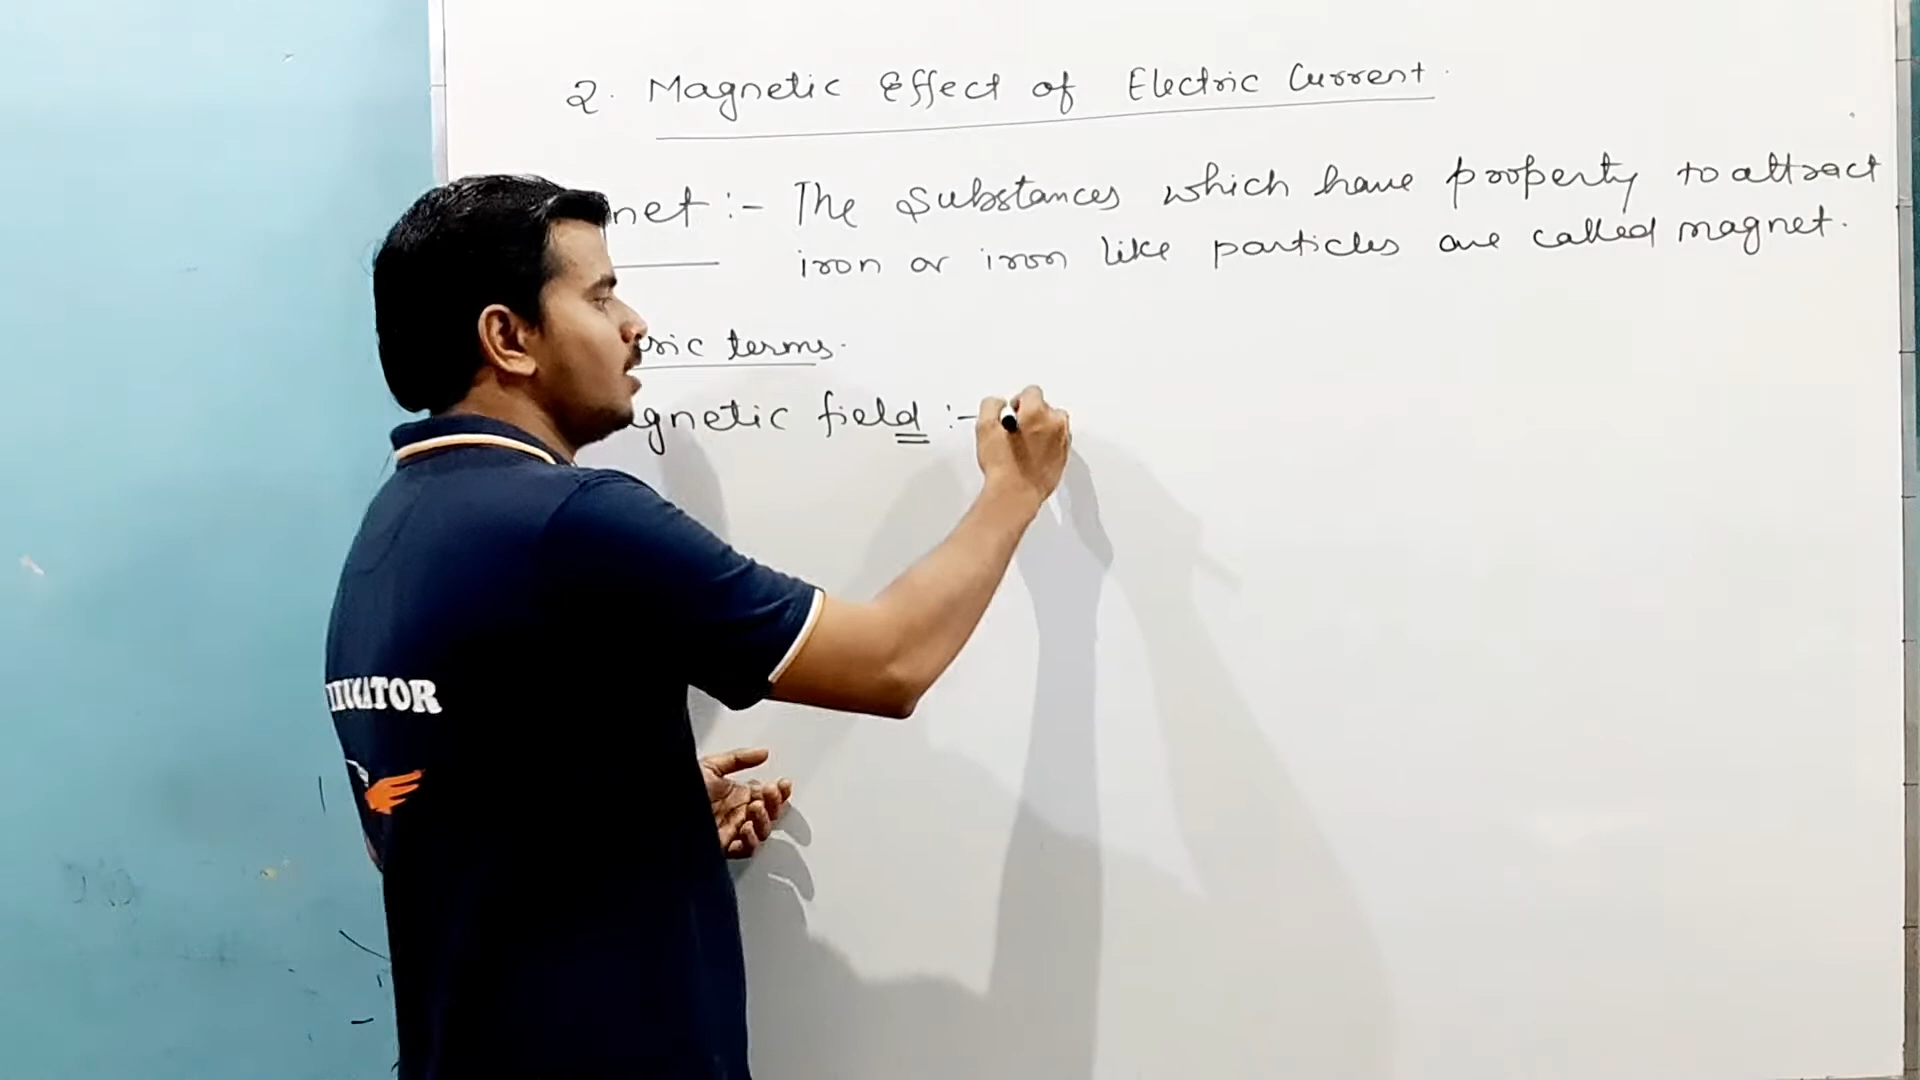 2. Magnetic Effect of Electric Current.
net :- The Substances which have property to attract
iron or iron like particles are called magnet.
sic terms.
gnetic field :-